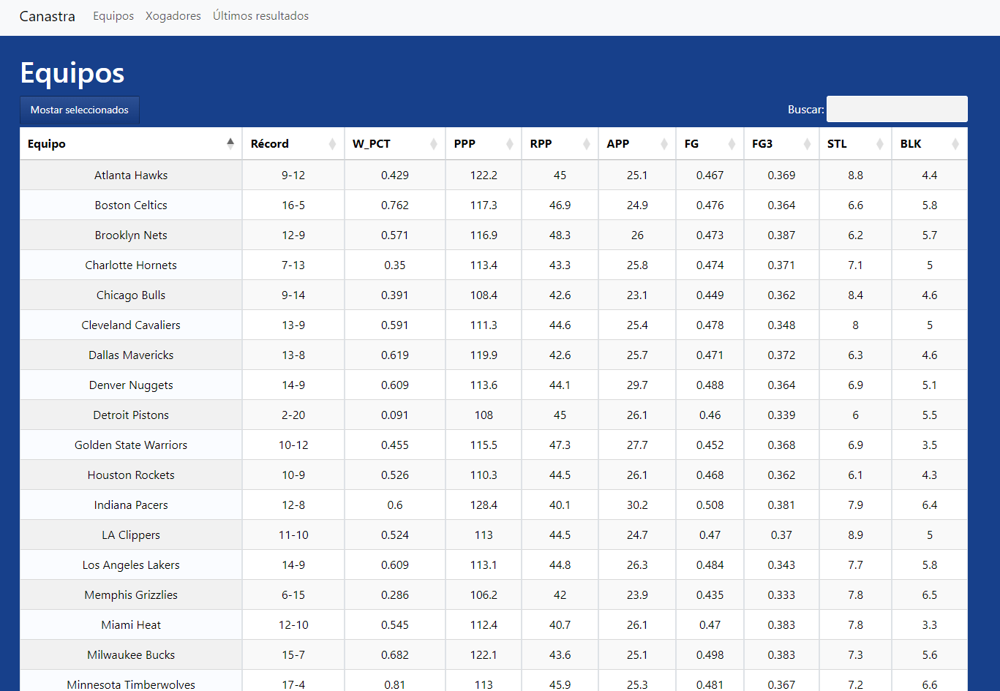 Canastra Equipos Xogadores Últimos resultados
Equipos
Mostar seleccionados Buscar:
Equipo Récord W_PCT PPP RPP APP FG FG3 STL BLK
Atlanta Hawks 9-12 0.429 122.2 45 25.1 0.467 0.369 8.8 4.4
Boston Celtics 16-5 0.762 117.3 46.9 24.9 0.476 0.364 6.6 5.8
Brooklyn Nets 12-9 0.571 116.9 48.3 26 0.473 0.387 6.2 5.7
Charlotte Hornets 7-13 0.35 113.4 43.3 25.8 0.474 0.371 7.1 5
Chicago Bulls 9-14 0.391 108.4 42.6 23.1 0.449 0.362 8.4 4.6
Cleveland Cavaliers 13-9 0.591 111.3 44.6 25.4 0.478 0.348 8 5
Dallas Mavericks 13-8 0.619 119.9 42.6 25.7 0.471 0.372 6.3 4.6
Denver Nuggets 14-9 0.609 113.6 44.1 29.7 0.488 0.364 6.9 5.1
Detroit Pistons 2-20 0.091 108 45 26.1 0.46 0.339 6 5.5
Golden State Warriors 10-12 0.455 115.5 47.3 27.7 0.452 0.368 6.9 3.5
Houston Rockets 10-9 0.526 110.3 44.5 26.1 0.468 0.362 6.1 4.3
Indiana Pacers 12-8 0.6 128.4 40.1 30.2 0.508 0.381 7.9 6.4
LA Clippers 11-10 0.524 113 44.5 24.7 0.47 0.37 8.9 5
Los Angeles Lakers 14-9 0.609 113.1 44.8 26.3 0.484 0.343 7.7 5.8
Memphis Grizzlies 6-15 0.286 106.2 42 23.9 0.435 0.333 7.8 6.5
Miami Heat 12-10 0.545 112.4 40.7 26.1 0.47 0.383 7.8 3.3
Milwaukee Bucks 15-7 0.682 122.1 43.6 25.1 0.498 0.383 7.3 5.6
Minnesota Timberwolves 17-4 0.81 113 45.9 25.3 0.481 0.367 7.2 6.6